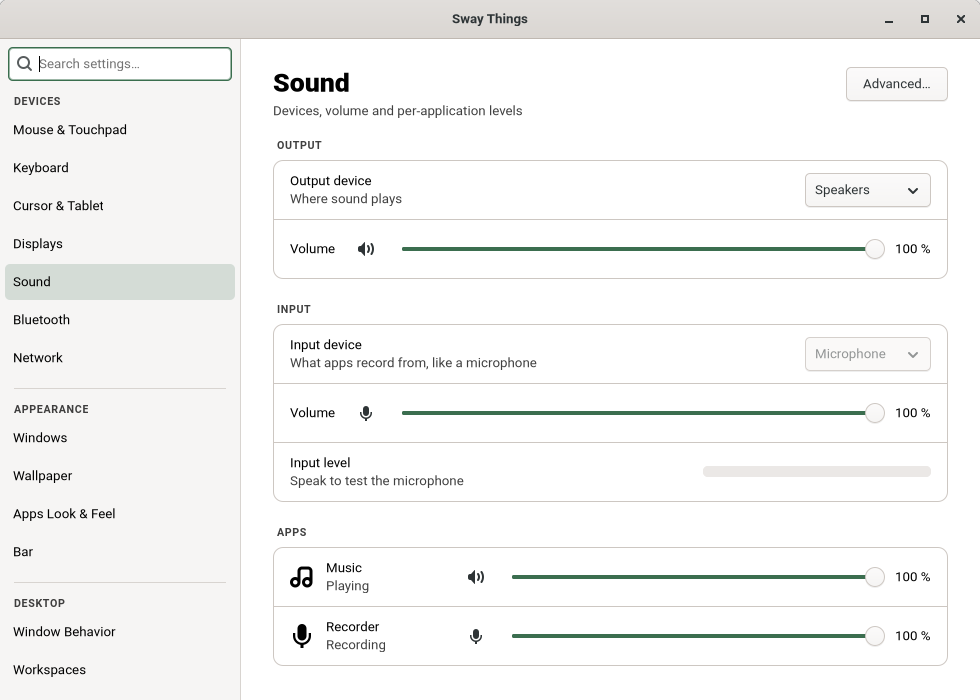 Sway Things
Search settings...
DEVICES
Mouse & Touchpad
Keyboard
Cursor & Tablet
Displays
Sound
Bluetooth
Network
APPEARANCE
Windows
Wallpaper
Apps Look & Feel
Bar
DESKTOP
Window Behavior
Workspaces
Sound
Devices, volume and per-application levels
Advanced...
OUTPUT
Output device
Where sound plays
Speakers
Volume 100 %
INPUT
Input device
What apps record from, like a microphone
Microphone
Volume 100 %
Input level
Speak to test the microphone
APPS
Music
Playing
100 %
Recorder
Recording
100 %